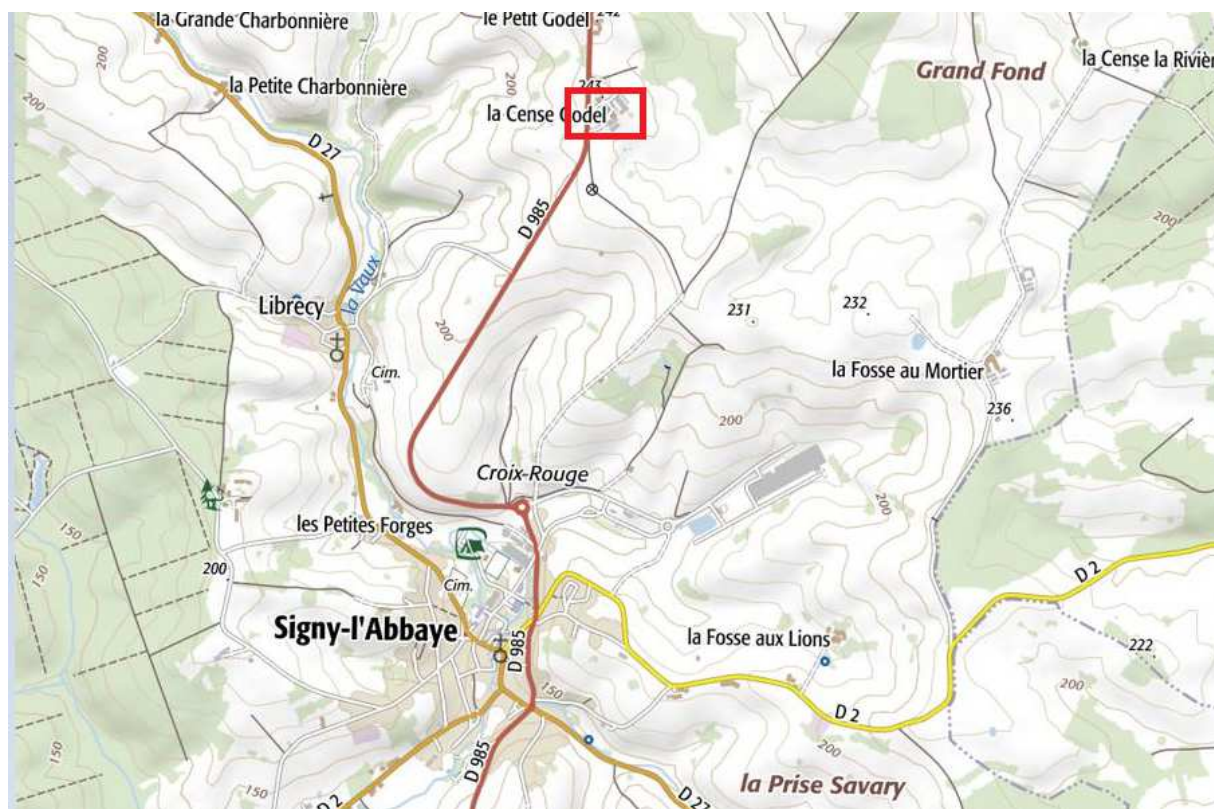 la Grande Charbonnière
le Petit Godel
242
Grand Fond
la Cense la Rivièr
200
la Petite Charbonnière
200
243
la Cense Godel
200
D 27
D 985
200
la Vaux
Librecy
200
231
232
la Fosse au Mortier
Cim.
200
236
Croix-Rouge
150
les Petites Forges
200
200
D 2
150
Cim.
Signy-l'Abbaye
D 985
la Fosse aux Lions
222
150
200
D 2
150
D 985
200
la Prise Savary
150
D 2
D 27